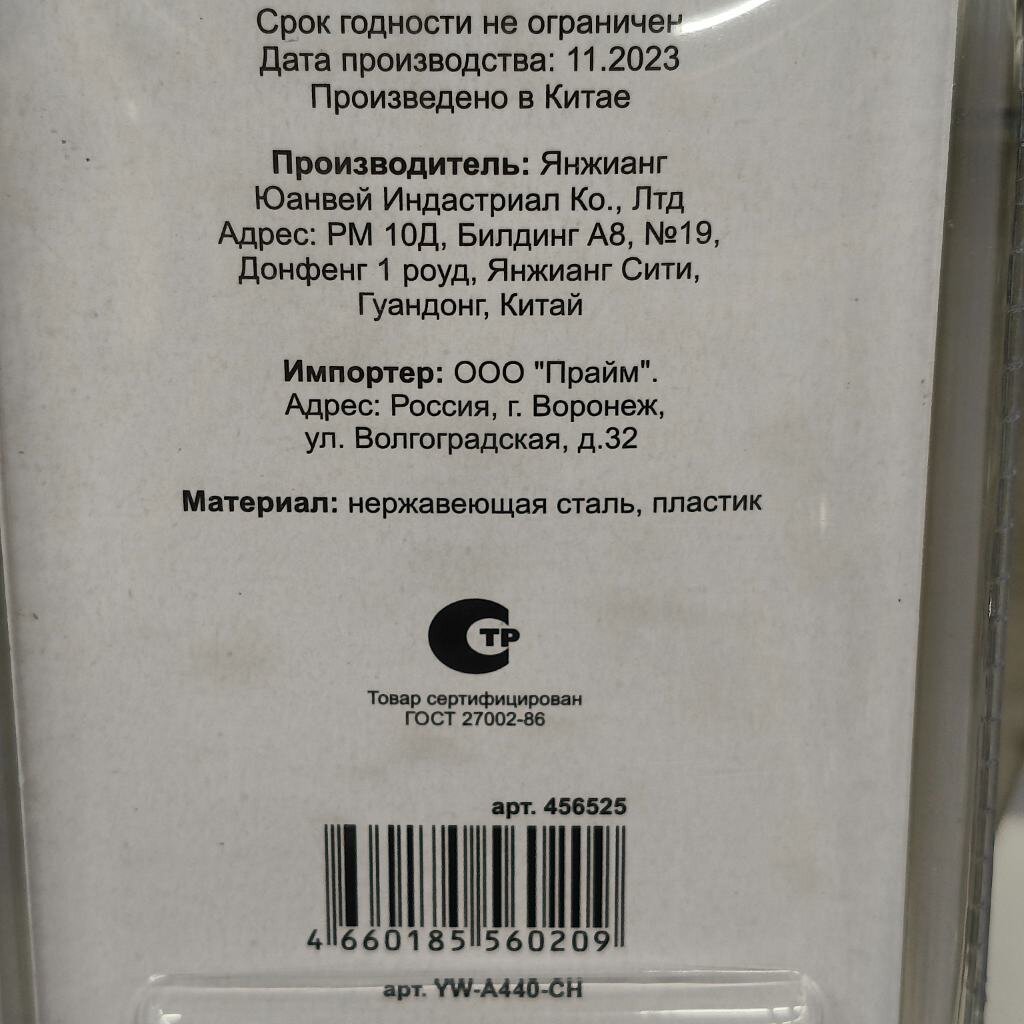 Срок годности не ограничен
Дата производства: 11.2023
Произведено в Китае
Производитель: Янжианг
Юанвей Индастриал Ко., Лтд
Адрес: РМ 10Д, Билдинг А8, №19,
Донфенг 1 роуд, Янжианг Сити,
Гуандонг, Китай
Импортер: ООО "Прайм".
Адрес: Россия, г. Воронеж,
ул. Волгоградская, д.32
Материал: нержавеющая сталь, пластик
СТР
Товар сертифицирован
ГОСТ 27002-86
арт. 456525
4 660185 560209
арт. YW-A440-CH